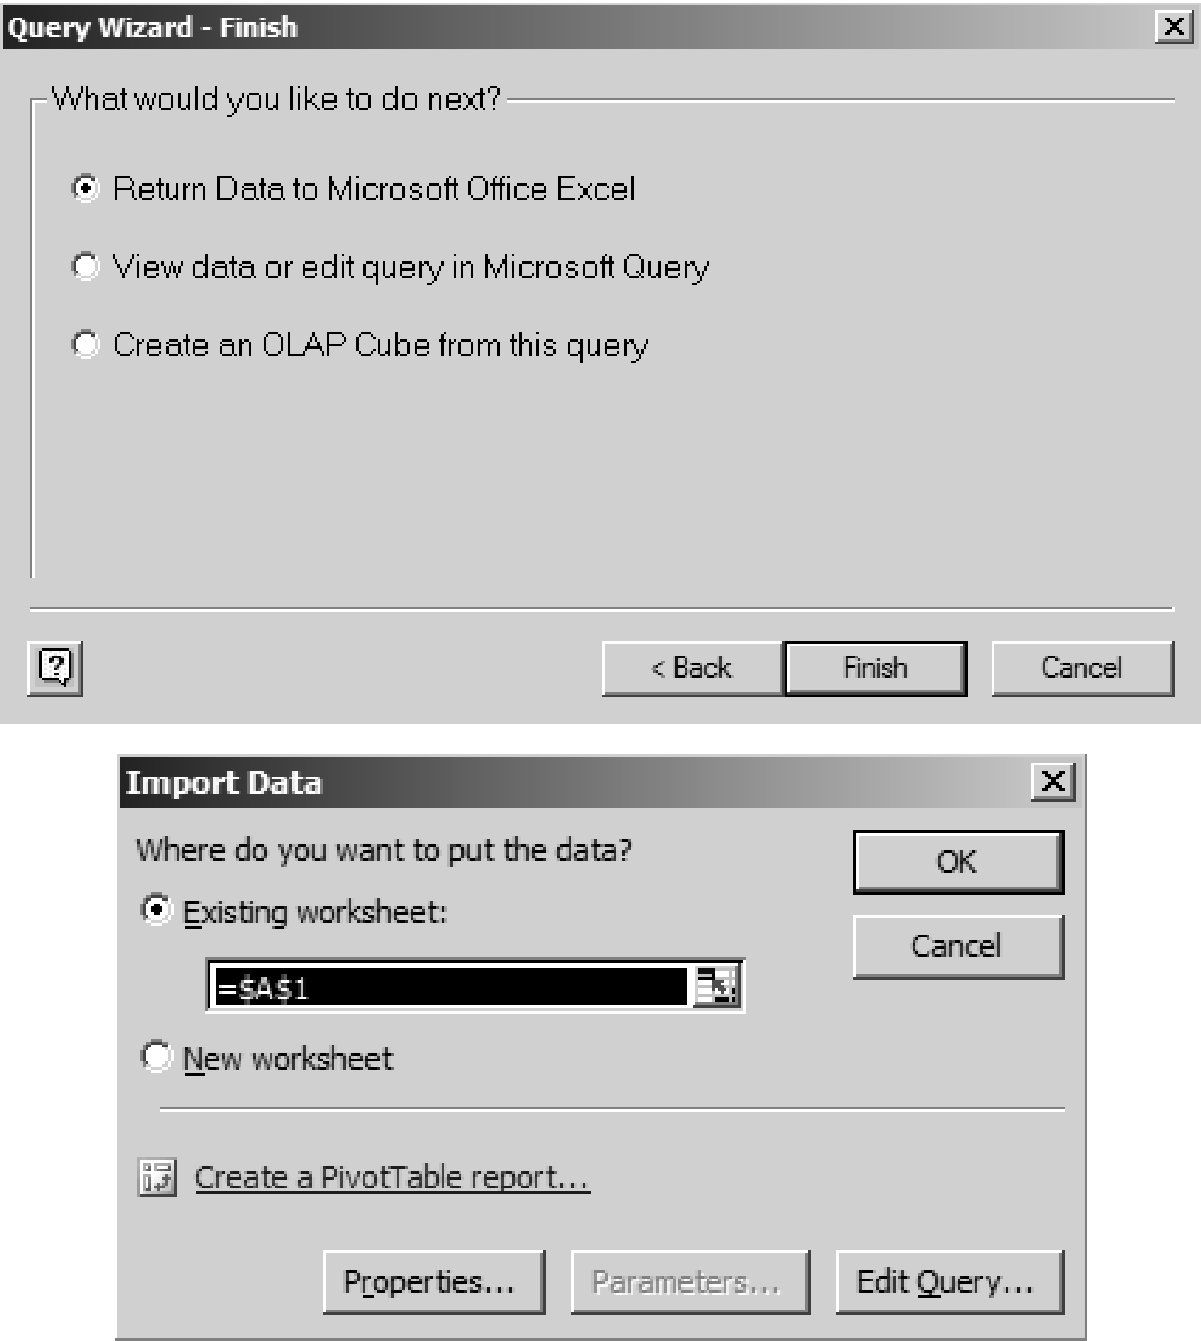 Query Wizard - Finish
What would you like to do next?
Return Data to Microsoft Office Excel
View data or edit query in Microsoft Query
Create an OLAP Cube from this query
< Back Finish Cancel
Import Data
Where do you want to put the data?
OK
Existing worksheet:
Cancel
=$A$1
New worksheet
Create a PivotTable report...
Properties... Parameters... Edit Query...